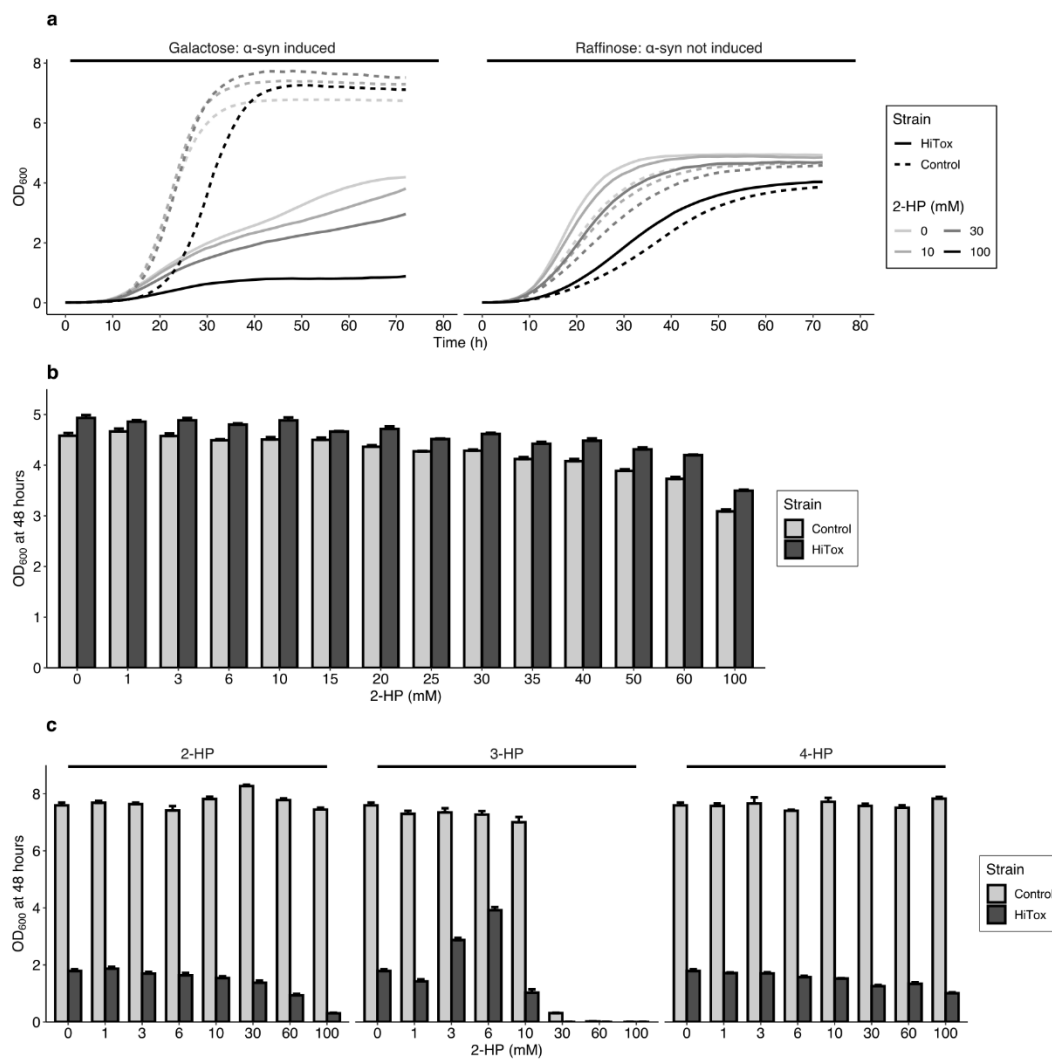 a
Galactose: α-syn induced
Raffinose: α-syn not induced
8
6
4
2
0
OD600
0 10 20 30 40 50 60 70 80
0 10 20 30 40 50 60 70 80
Time (h)
Strain
HiTox
Control
2-HP (mM)
0 30
10 100
b
5
4
3
2
1
0
OD600 at 48 hours
0 1 3 6 10 15 20 25 30 35 40 50 60 100
2-HP (mM)
Strain
Control
HiTox
c
2-HP
3-HP
4-HP
8
6
4
2
0
OD600 at 48 hours
0 1 3 6 10 30 60 100
0 1 3 6 10 30 60 100
0 1 3 6 10 30 60 100
2-HP (mM)
Strain
Control
HiTox